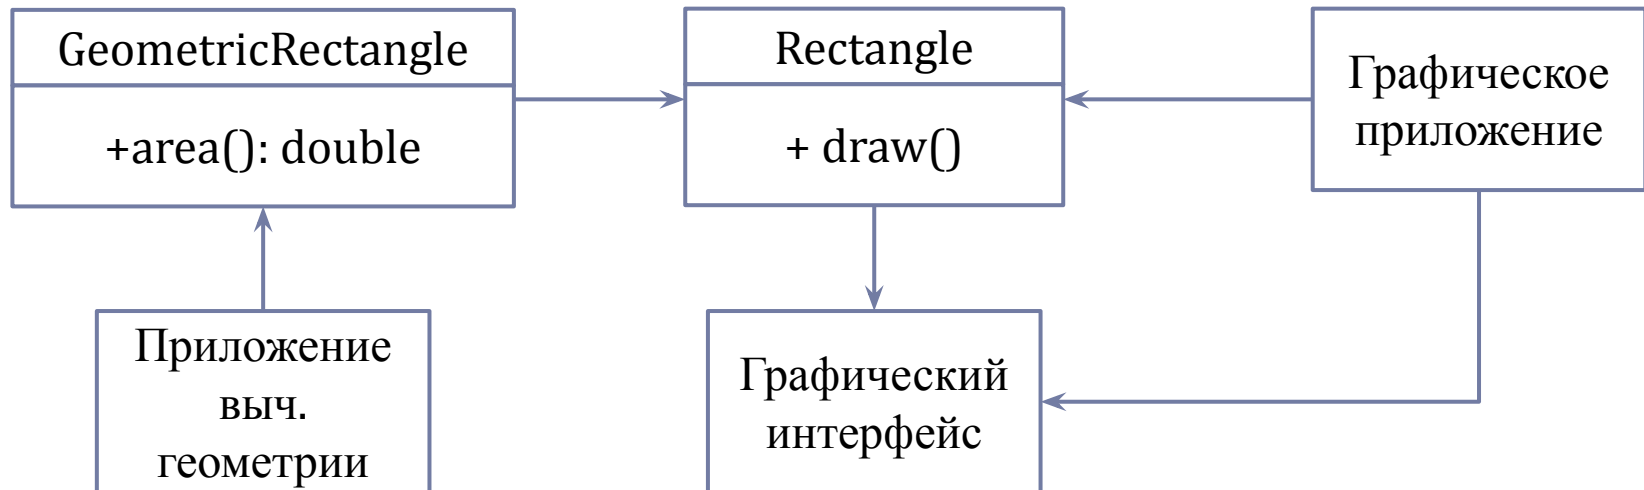 GeometricRectangle
+area(): double
Rectangle
+ draw()
Графическое
приложение
Приложение
выч.
геометрии
Графический
интерфейс